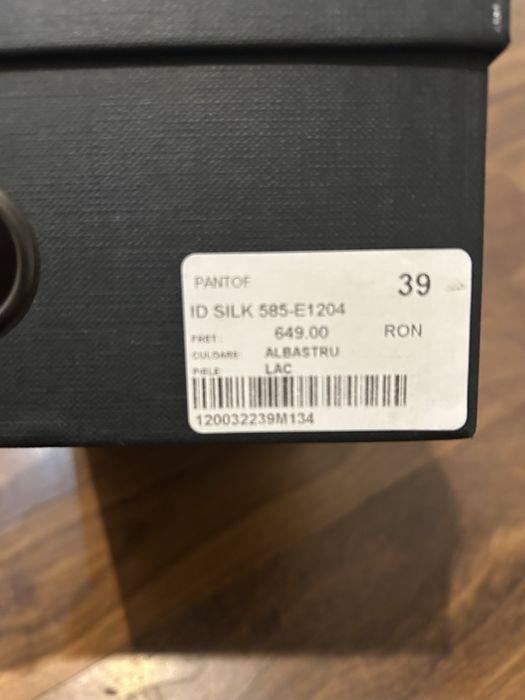 PANTOF 39
ID SILK 585-E1204
PRET: 649.00 RON
CULOARE: ALBASTRU
PIELE: LAC
120032239M134